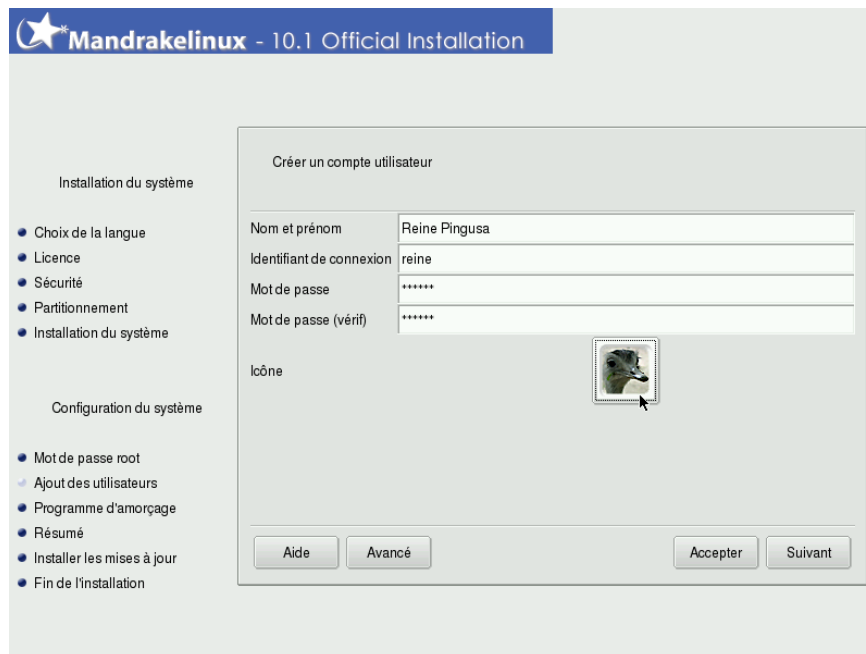 Mandrakelinux - 10.1 Official Installation
Installation du système
Choix de la langue
Licence
Sécurité
Partitionnement
Installation du système
Configuration du système
Mot de passe root
Ajout des utilisateurs
Programme d'amorçage
Résumé
Installer les mises à jour
Fin de l'installation
Créer un compte utilisateur
Nom et prénom Reine Pingusa
Identifiant de connexion reine
Mot de passe ******
Mot de passe (vérif) ******
Icône
Aide Avancé Accepter Suivant